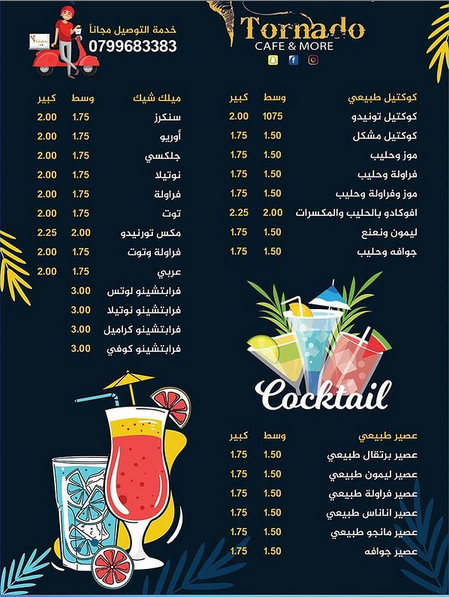 Tornado
CAFE & MORE
خدمة التوصيل مجاناً
0799683383
كوكتيل طبيعي وسط كبير
كوكتيل تونيدو 1075 2.00
كوكتيل مشكل 1.50 1.75
موز وحليب 1.50 1.75
فراولة وحليب 1.50 1.75
موز وفراولة وحليب 1.50 1.75
افوكادو بالحليب والمكسرات 2.00 2.25
ليمون ونعنع 1.50 1.75
جوافه وحليب 1.50 1.75
ميلك شيك وسط كبير
سنكرز 1.75 2.00
أوريو 1.75 2.00
جلكسي 1.75 2.00
نوتيلا 1.75 2.00
فراولة 1.75 2.00
توت 1.75 2.00
مكس تورنيدو 2.00 2.25
فراولة وتوت 1.75 2.00
عربي 1.75 2.00
فرابتشينو لوتس 3.00
فرابتشينو نوتيلا 3.00
فرابتشينو كراميل 3.00
فرابتشينو كوفي 3.00
Cocktail
عصير طبيعي وسط كبير
عصير برتقال طبيعي 1.50 1.75
عصير ليمون طبيعي 1.50 1.75
عصير فراولة طبيعي 1.50 1.75
عصير اناناس طبيعي 1.50 1.75
عصير مانجو طبيعي 1.50 1.75
عصير جوافه 1.50 1.75